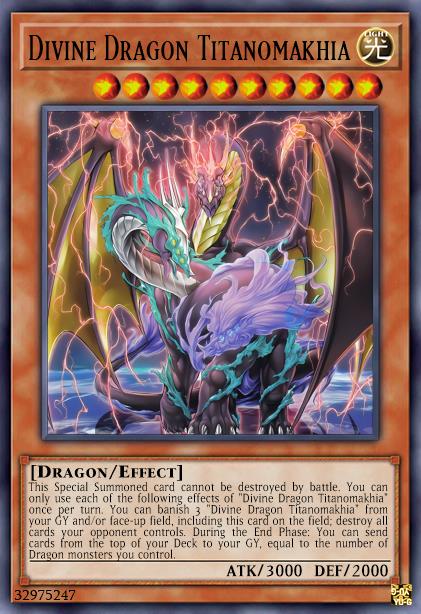 DIVINE DRAGON TITANOMAKHIA
LIGHT
光
[DRAGON/EFFECT]
This Special Summoned card cannot be destroyed by battle. You can
only use each of the following effects of "Divine Dragon Titanomakhia"
once per turn. You can banish 3 "Divine Dragon Titanomakhia" from
your GY and/or face-up field, including this card on the field; destroy all
cards your opponent controls. During the End Phase: You can send
cards from the top of your Deck to your GY, equal to the number of
Dragon monsters you control.
ATK/3000 DEF/2000
32975247